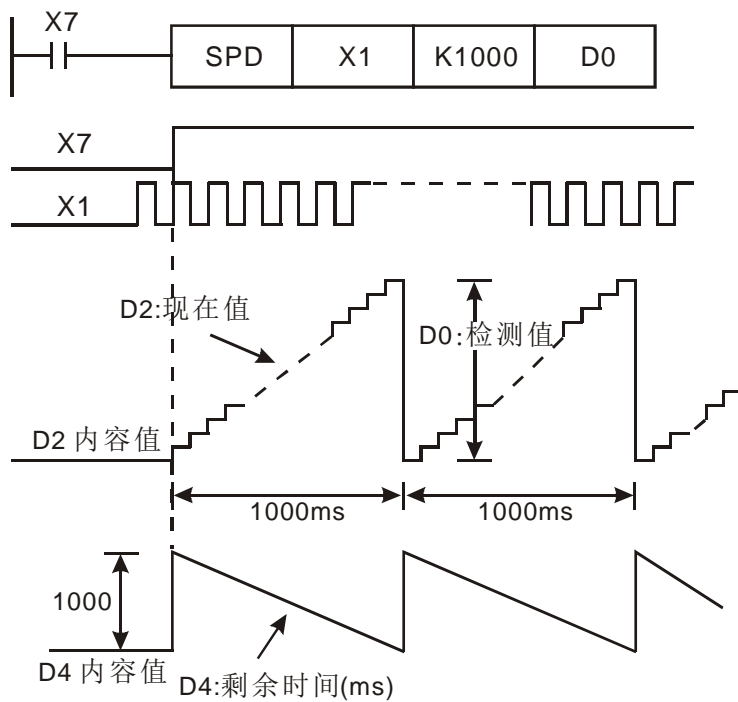 X7
SPD X1 K1000 D0
X7
X1
D2:现在值
D0:检测值
D2 内容值
1000ms 1000ms
1000
D4 内容值
D4:剩余时间(ms)